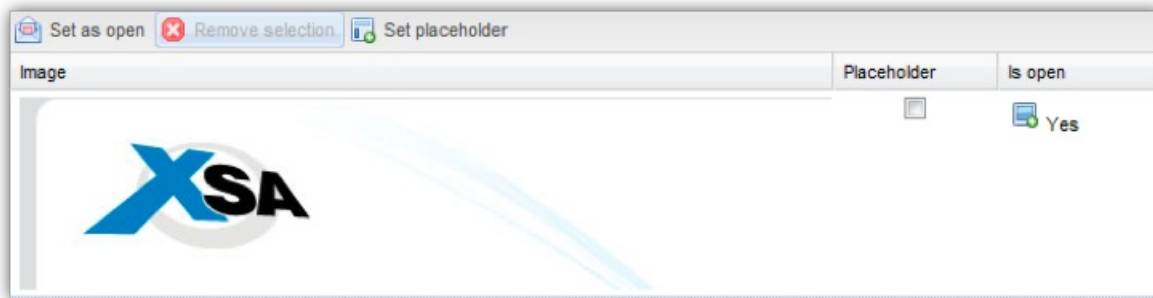 Set as open Remove selection Set placeholder
Image Placeholder Is open
Yes
XSA